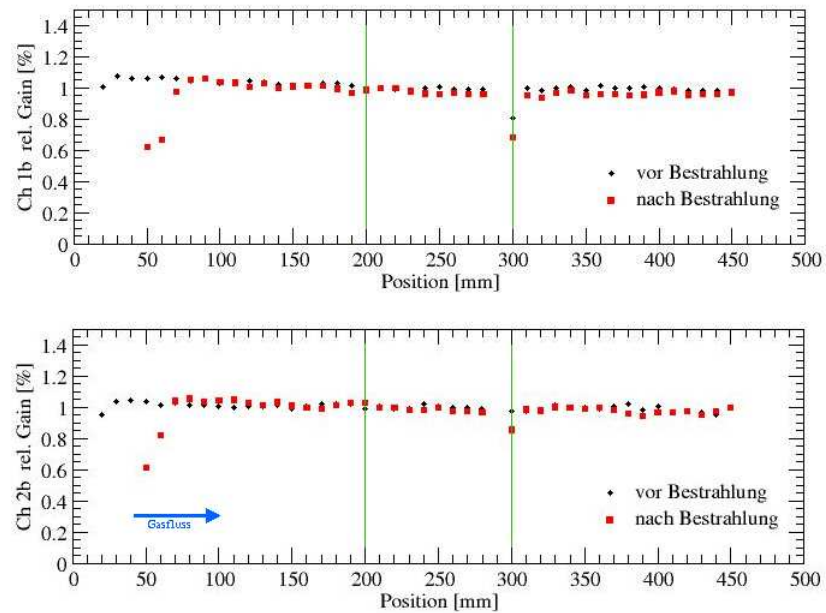 1.4
1.2
1
0.8
0.6
0.4
0.2
0
Ch 1b rel. Gain [%]
vor Bestrahlung
nach Bestrahlung
0 50 100 150 200 250 300 350 400 450 500
Position [mm]
1.4
1.2
1
0.8
0.6
0.4
0.2
0
Ch 2b rel. Gain [%]
vor Bestrahlung
nach Bestrahlung
Gasfluss
0 50 100 150 200 250 300 350 400 450 500
Position [mm]